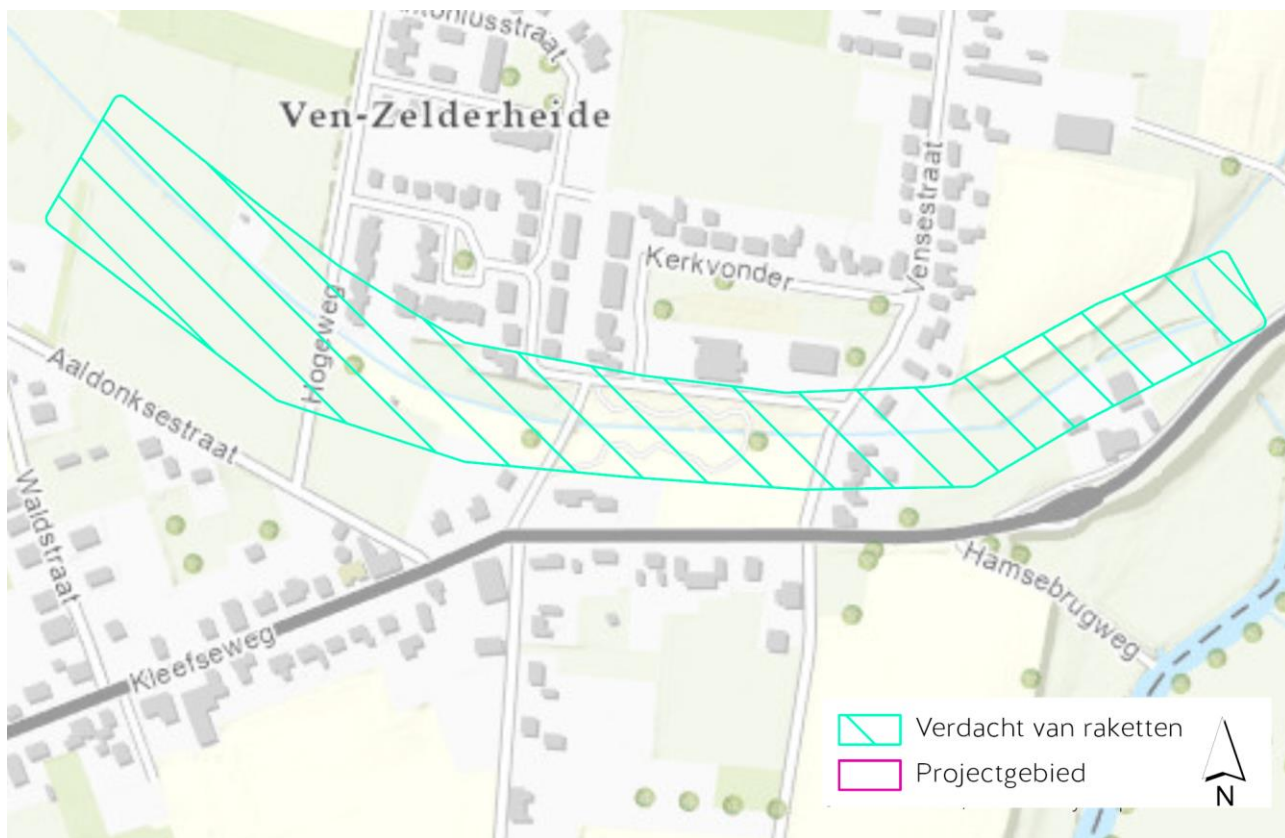 Ven-Zelderheide
Vensestraat
Kerkvonder
Hogeweg
Aaldonksestraat
Waldstraat
Kleefseweg
Hamsebrugweg
Verdacht van raketten
Projectgebied
N